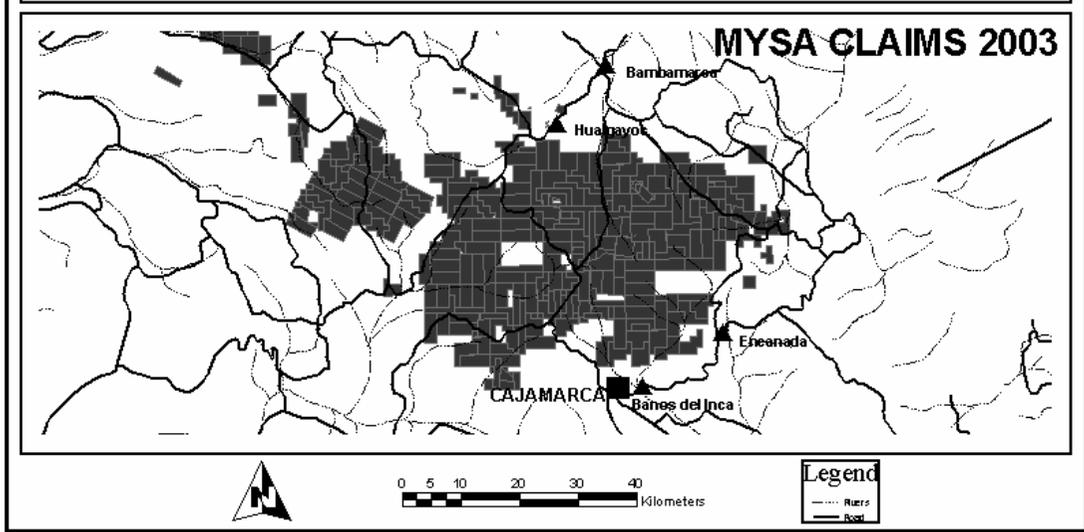 MYSA CLAIMS 2003
Bambamarca
Hualgayoc
Encanada
CAJAMARCA
Banos del Inca
N
0 5 10 20 30 40
Kilometers
Legend
Rivers
Road